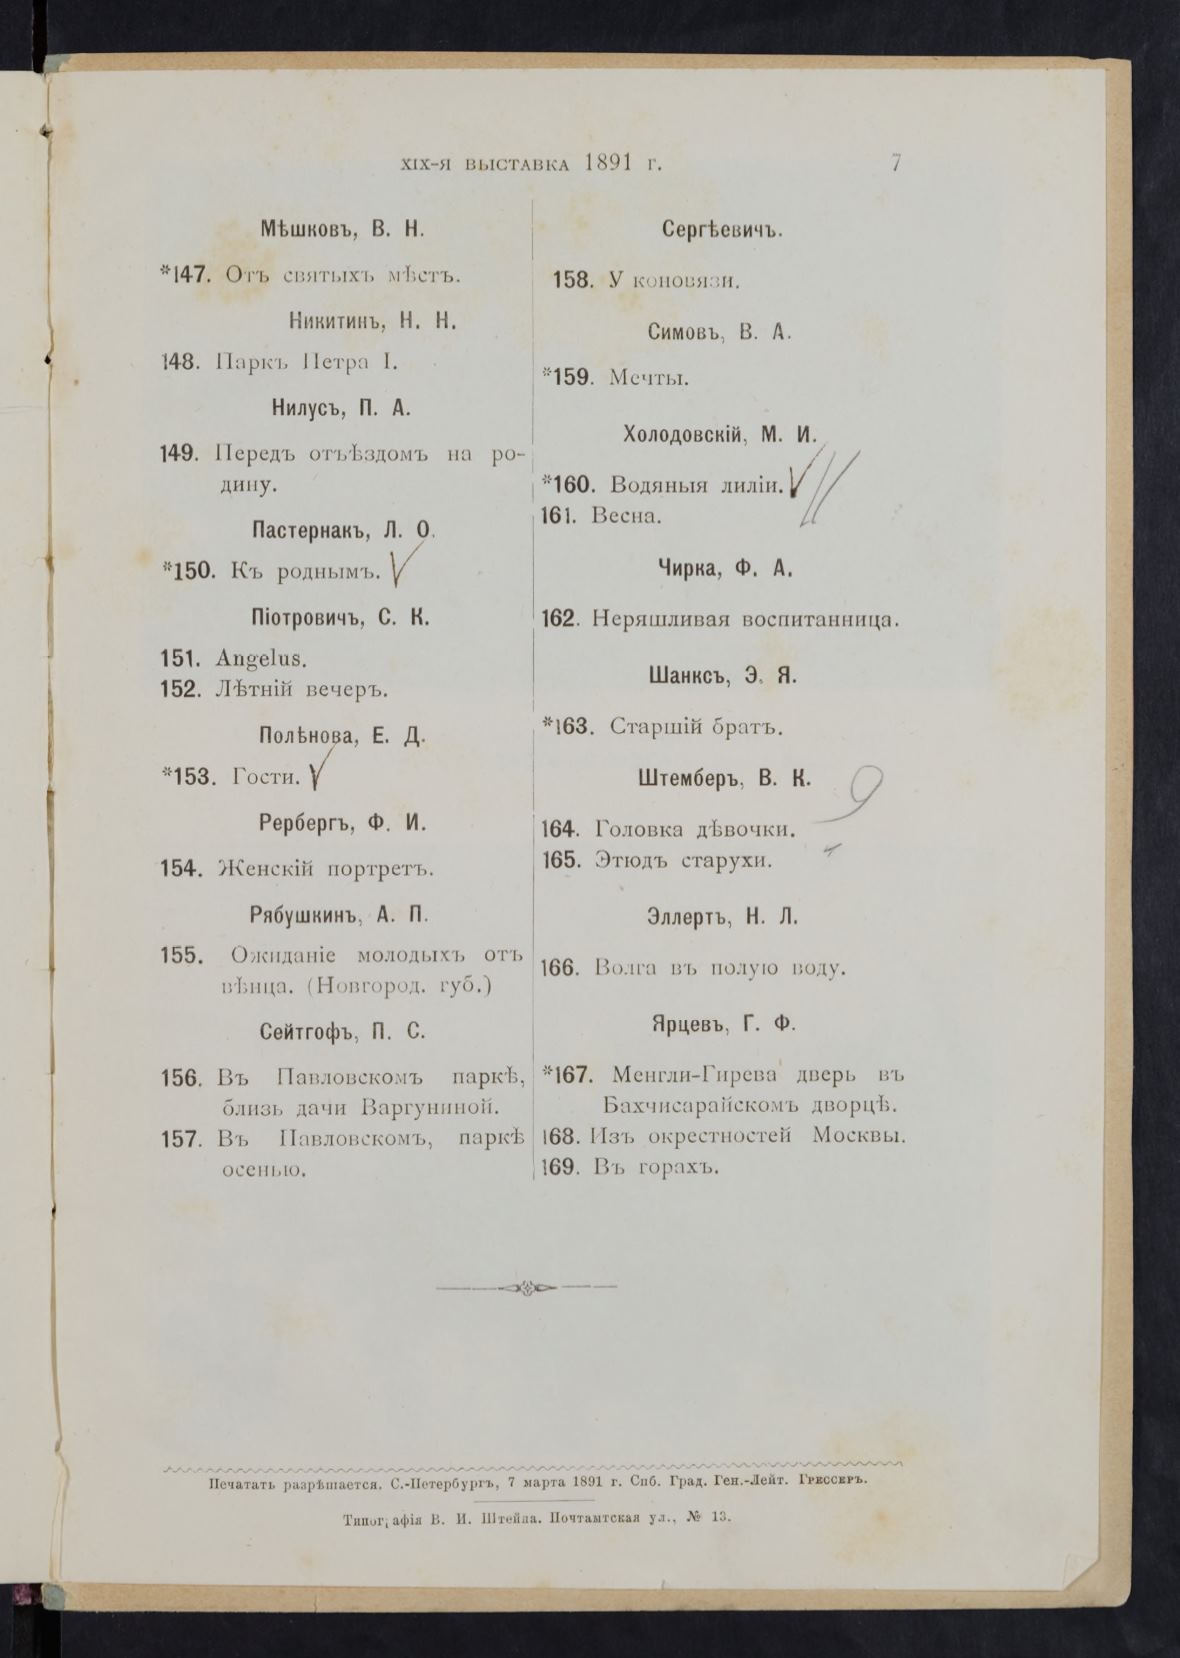 XIX-Я ВЫСТАВКА 1891 Г.
7
Мѣшковъ, В. Н.
*147. Отъ святыхъ мѣстъ.
Никитинъ, Н. Н.
148. Паркъ Петра I.
Нилусъ, П. А.
149. Передъ отъѣздомъ на ро-
дину.
Пастернакъ, Л. О.
*150. Къ роднымъ.
Піотровичъ, С. К.
151. Angelus.
152. Лѣтній вечеръ.
Полѣнова, Е. Д.
*153. Гости.
Рербергъ, Ф. И.
154. Женскій портретъ.
Рябушкинъ, А. П.
155. Ожиданіе молодыхъ отъ
вѣнца. (Новгород. губ.)
Сейтгофъ, П. С.
156. Въ Павловскомъ паркѣ,
близь дачи Варгуниной.
157. Въ Павловскомъ, паркѣ
осенью.
Сергѣевичъ.
158. У коновязи.
Симовъ, В. А.
*159. Мечты.
Холодовскій, М. И.
*160. Водяныя лиліи.
161. Весна.
Чирка, Ф. А.
162. Неряшливая воспитанница.
Шанксъ, Э. Я.
*163. Старшій братъ.
Штемберъ, В. К.
164. Головка дѣвочки.
165. Этюдъ старухи.
Эллертъ, Н. Л.
166. Волга въ полую воду.
Ярцевъ, Г. Ф.
*167. Менгли-Гирева дверь въ
Бахчисарайскомъ дворцѣ.
168. Изъ окрестностей Москвы.
169. Въ горахъ.
Печатать разрѣшается. С.-Петербургъ, 7 марта 1891 г. Спб. Град. Ген.-Лейт. ГРЕССЕРЪ.
Типографія В. И. Штейна. Почтамтская ул., № 13.